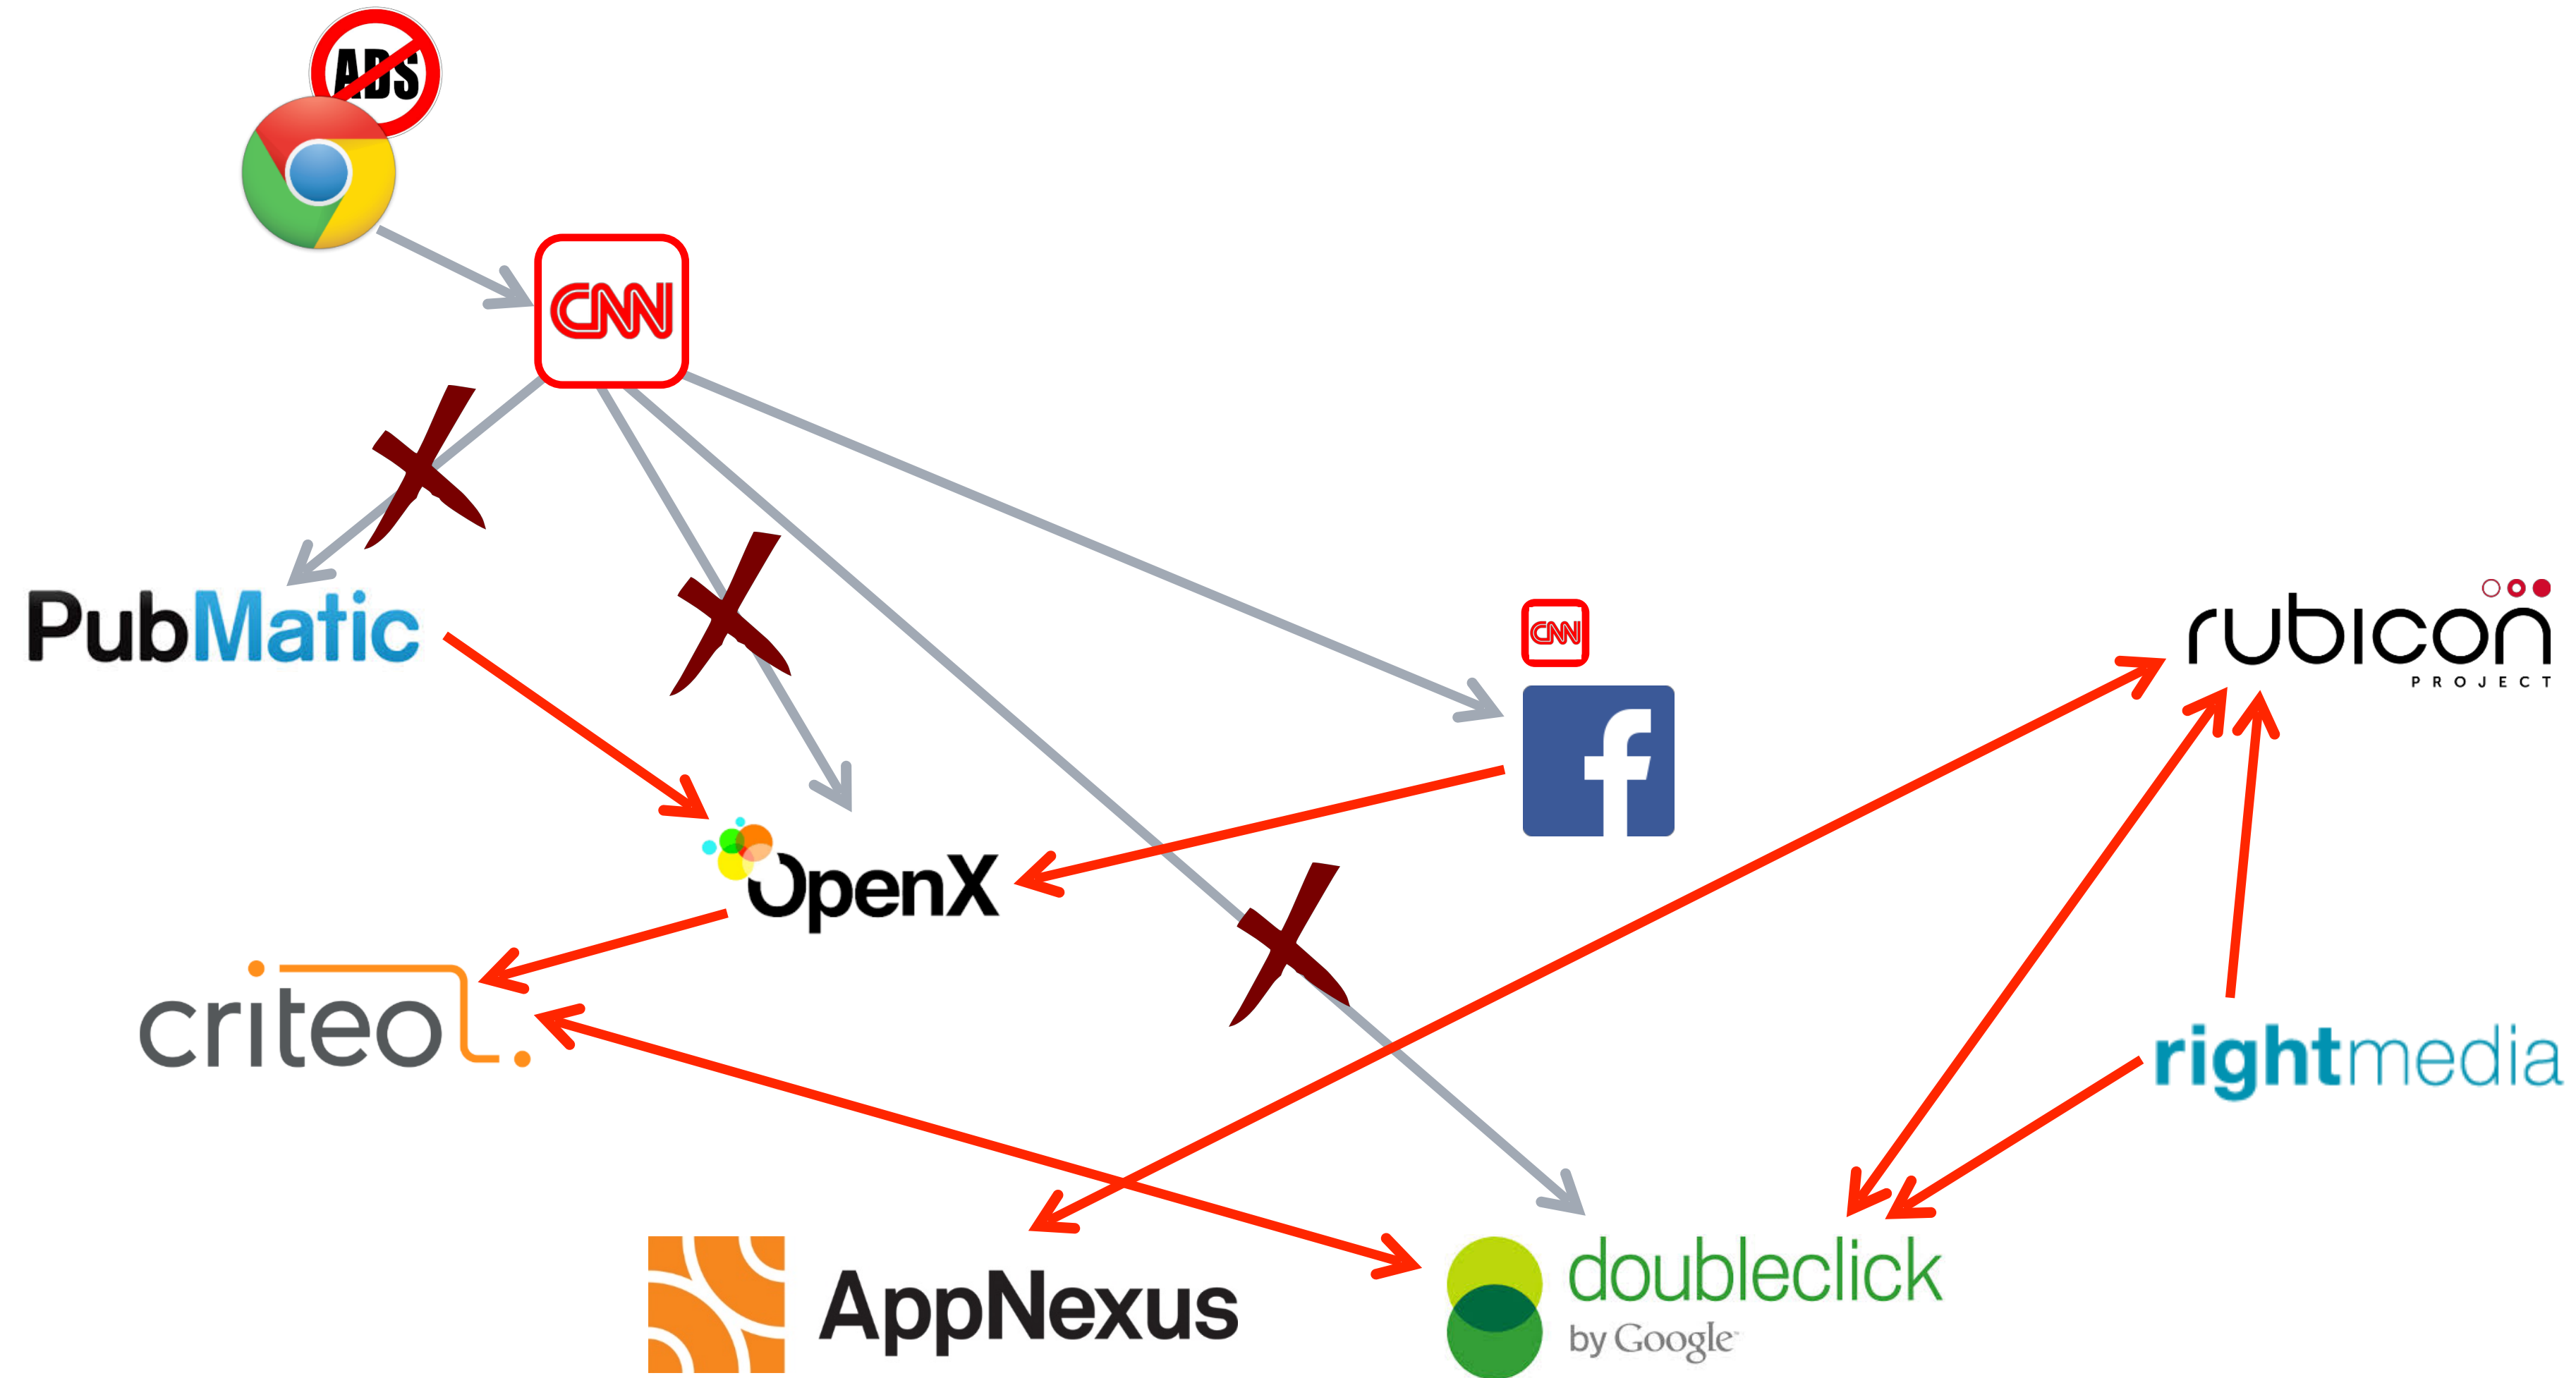 ADS
CNN
PubMatic
CNN
rubicon
PROJECT
f
OpenX
criteo
rightmedia
AppNexus
doubleclick
by Google